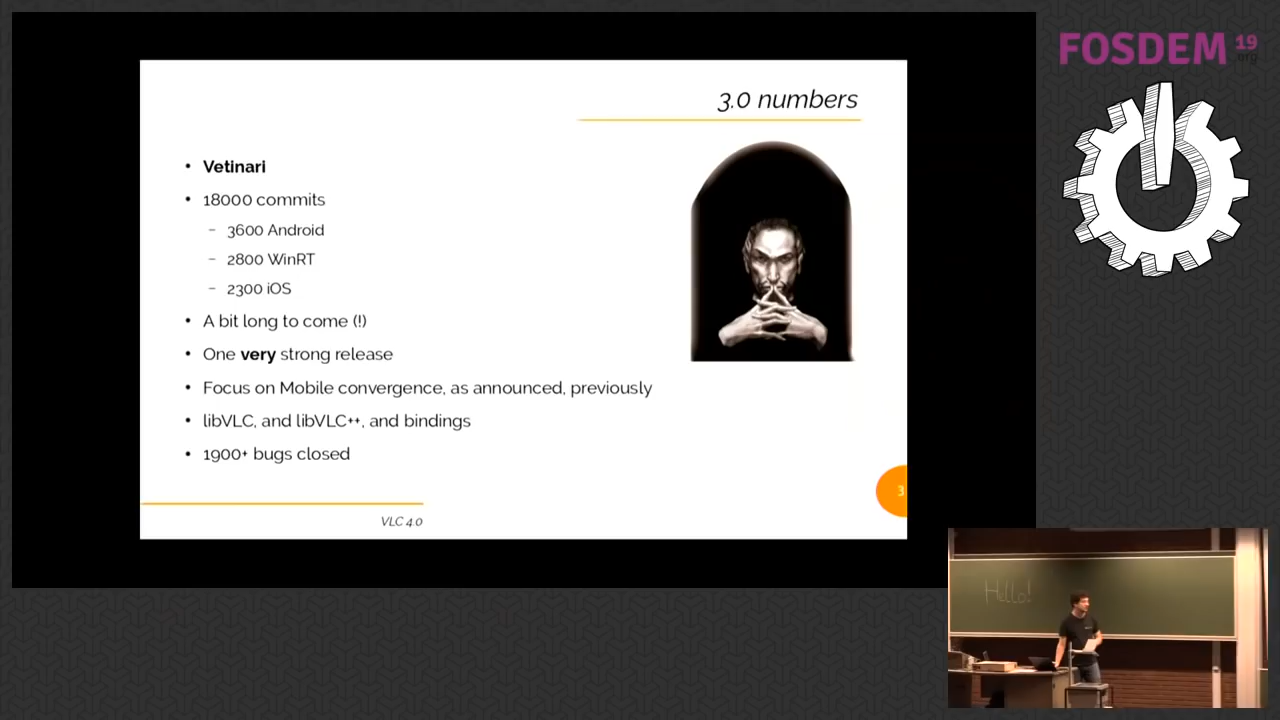 3.0 numbers
• Vetinari
• 18000 commits
– 3600 Android
– 2800 WinRT
– 2300 iOS
• A bit long to come (!)
• One very strong release
• Focus on Mobile convergence, as announced, previously
• libVLC, and libVLC++, and bindings
• 1900+ bugs closed
3
VLC 4.0
FOSDEM 19
.org
Hello!